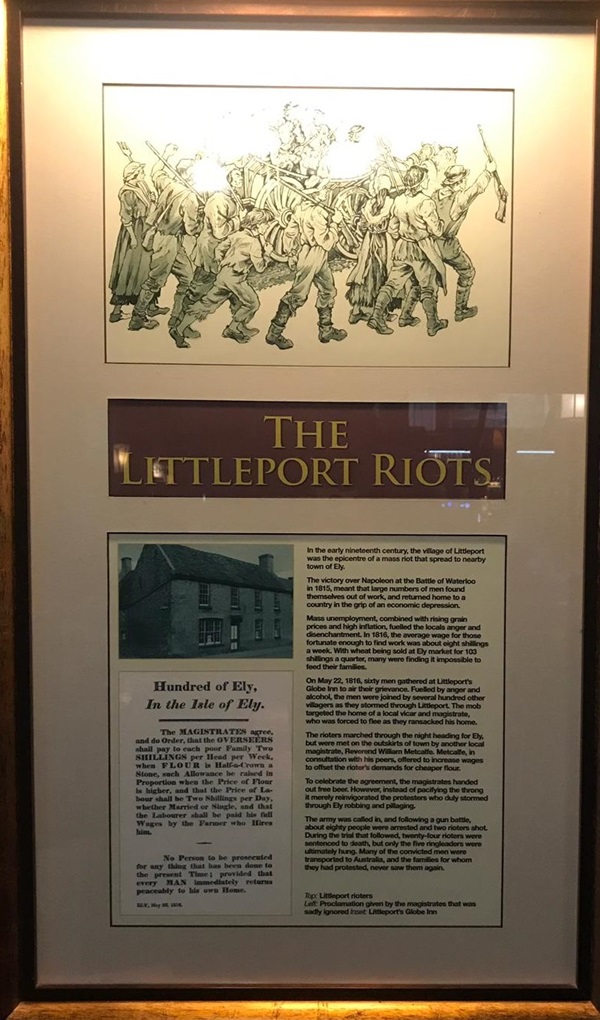 THE
LITTLEPORT RIOTS
In the early nineteenth century, the village of Littleport
was the epicentre of a mass riot that spread to nearby
town of Ely.
The victory over Napoleon at the Battle of Waterloo
in 1815, meant that large numbers of men found
themselves out of work, and returned home to a
country in the grip of an economic depression.
Mass unemployment, combined with rising grain
prices and high inflation, fuelled the locals anger and
disenchantment. In 1816, the average wage for those
fortunate enough to find work was about eight shillings
a week. With wheat being sold at Ely market for 103
shillings a quarter, many were finding it impossible to
feed their families.
On May 22, 1816, sixty men gathered at Littleport's
Globe Inn to air their grievance. Fuelled by anger and
alcohol, the men were joined by several hundred other
villagers as they stormed through Littleport. The mob
targeted the home of a local vicar and magistrate,
who was forced to flee as they ransacked his home.
The rioters marched through the night heading for Ely,
but were met on the outskirts of town by another local
magistrate, Reverend William Metcalfe. Metcalfe, in
consultation with his peers, offered to increase wages
to offset the rioter's demands for cheaper flour.
To celebrate the agreement, the magistrates handed
out free beer. However, instead of pacifying the throng
it merely reinvigorated the protesters who duly stormed
through Ely robbing and pillaging.
The army was called in, and following a gun battle,
about eighty people were arrested and two rioters shot.
During the trial that followed, twenty-four rioters were
sentenced to death, but only the five ringleaders were
ultimately hung. Many of the convicted men were
transported to Australia, and the families for whom
they had protested, never saw them again.
Top: Littleport rioters
Left: Proclamation given by the magistrates that was
sadly ignored Inset: Littleport's Globe Inn
Hundred of Ely,
In the Isle of Ely.
The MAGISTRATES agree,
and do Order, that the OVERSEERS
shall pay to each poor Family Two
SHILLINGS per Head per Week,
when FLOUR is Half-a-Crown a
Stone, such Allowance be raised in
Proportion when the Price of Flour
is higher, and that the Price of La-
bour shall be Two Shillings per Day,
whether Married or Single, and that
the Labourer shall be paid his full
Wages by the Farmer who Hires
him.
No Person to be prosecuted
for any thing that has been done to
the present Time; provided that
every MAN immediately returns
peaceably to his own Home.
ELY, May 23, 1816.